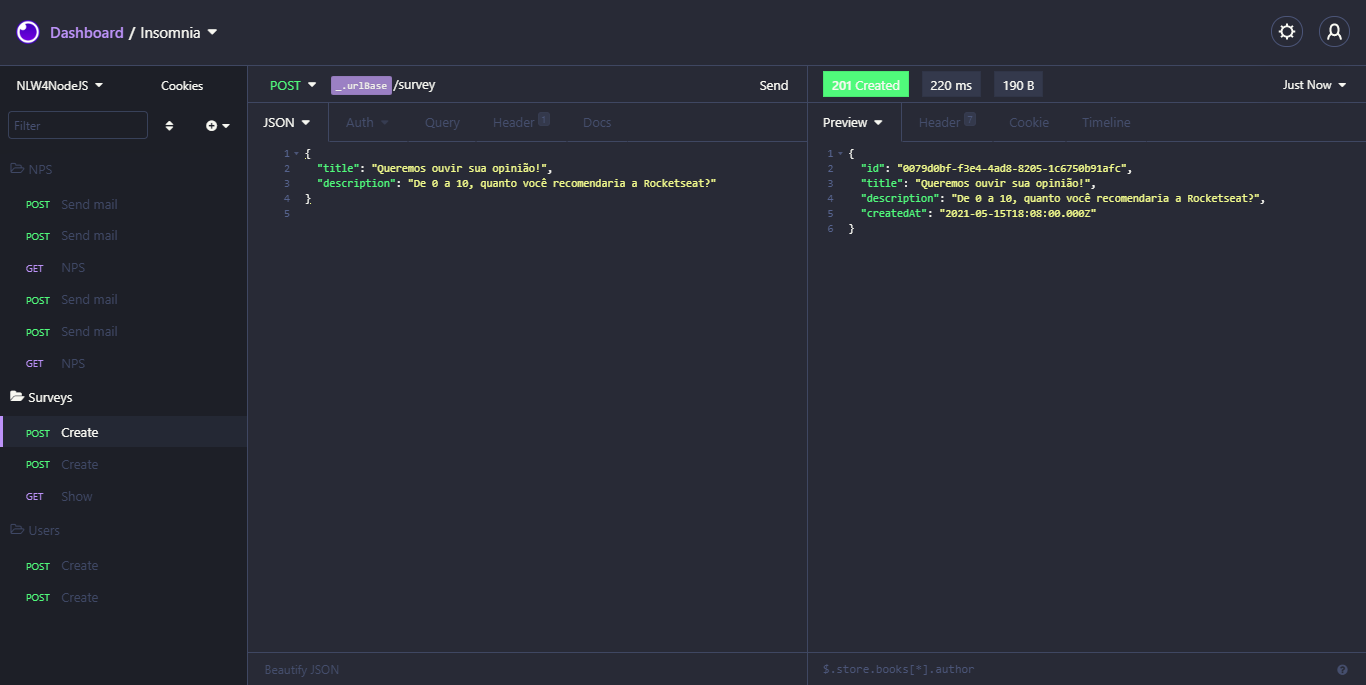 Dashboard / Insomnia
NLW4NodeJS
Cookies
Filter
NPS
POST Send mail
POST Send mail
GET NPS
POST Send mail
POST Send mail
GET NPS
Surveys
POST Create
POST Create
GET Show
Users
POST Create
POST Create
POST _.urlBase /survey Send
JSON Auth Query Header 1 Docs
1 {
2 "title": "Queremos ouvir sua opinião!",
3 "description": "De 0 a 10, quanto você recomendaria a Rocketseat?"
4 }
5
Beautify JSON
201 Created 220 ms 190 B Just Now
Preview Header 7 Cookie Timeline
1 {
2 "id": "0079d0bf-f3e4-4ad8-8205-1c6750b91afc",
3 "title": "Queremos ouvir sua opinião!",
4 "description": "De 0 a 10, quanto você recomendaria a Rocketseat?",
5 "createdAt": "2021-05-15T18:08:00.000Z"
6 }
$.store.books[*].author